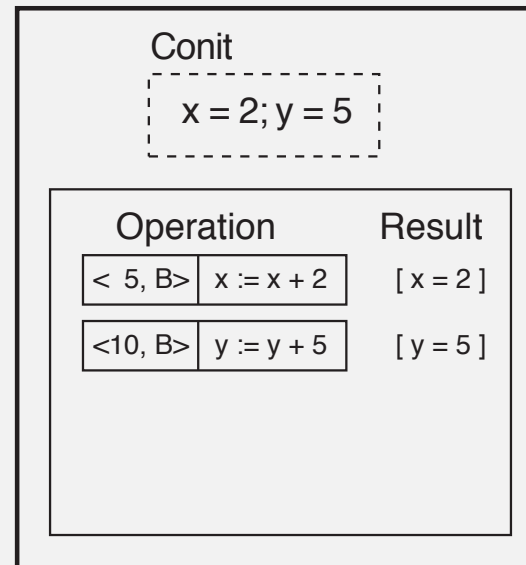 Conit
x = 2; y = 5
Operation Result
< 5, B> x := x + 2 [ x = 2 ]
<10, B> y := y + 5 [ y = 5 ]